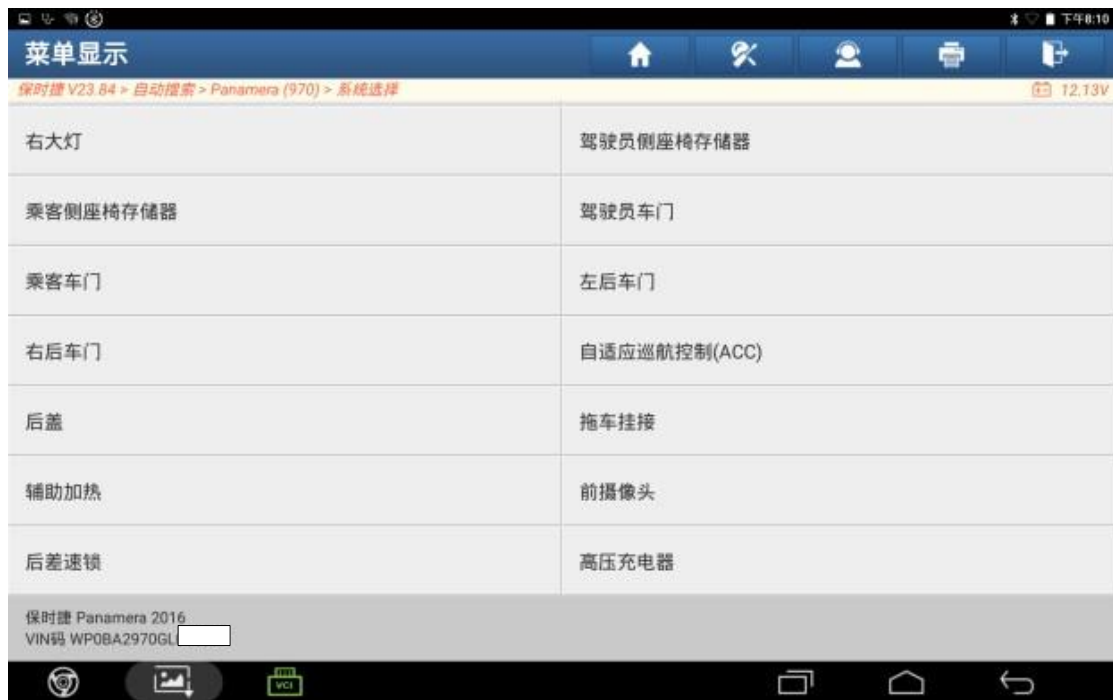 下午8:10
菜单显示
保时捷 V23.84 > 自动搜索 > Panamera (970) > 系统选择 12.13V
右大灯 驾驶员侧座椅存储器
乘客侧座椅存储器 驾驶员车门
乘客车门 左后车门
右后车门 自适应巡航控制(ACC)
后盖 拖车挂接
辅助加热 前摄像头
后差速锁 高压充电器
保时捷 Panamera 2016
VIN码 WP0BA2970GL
VCI